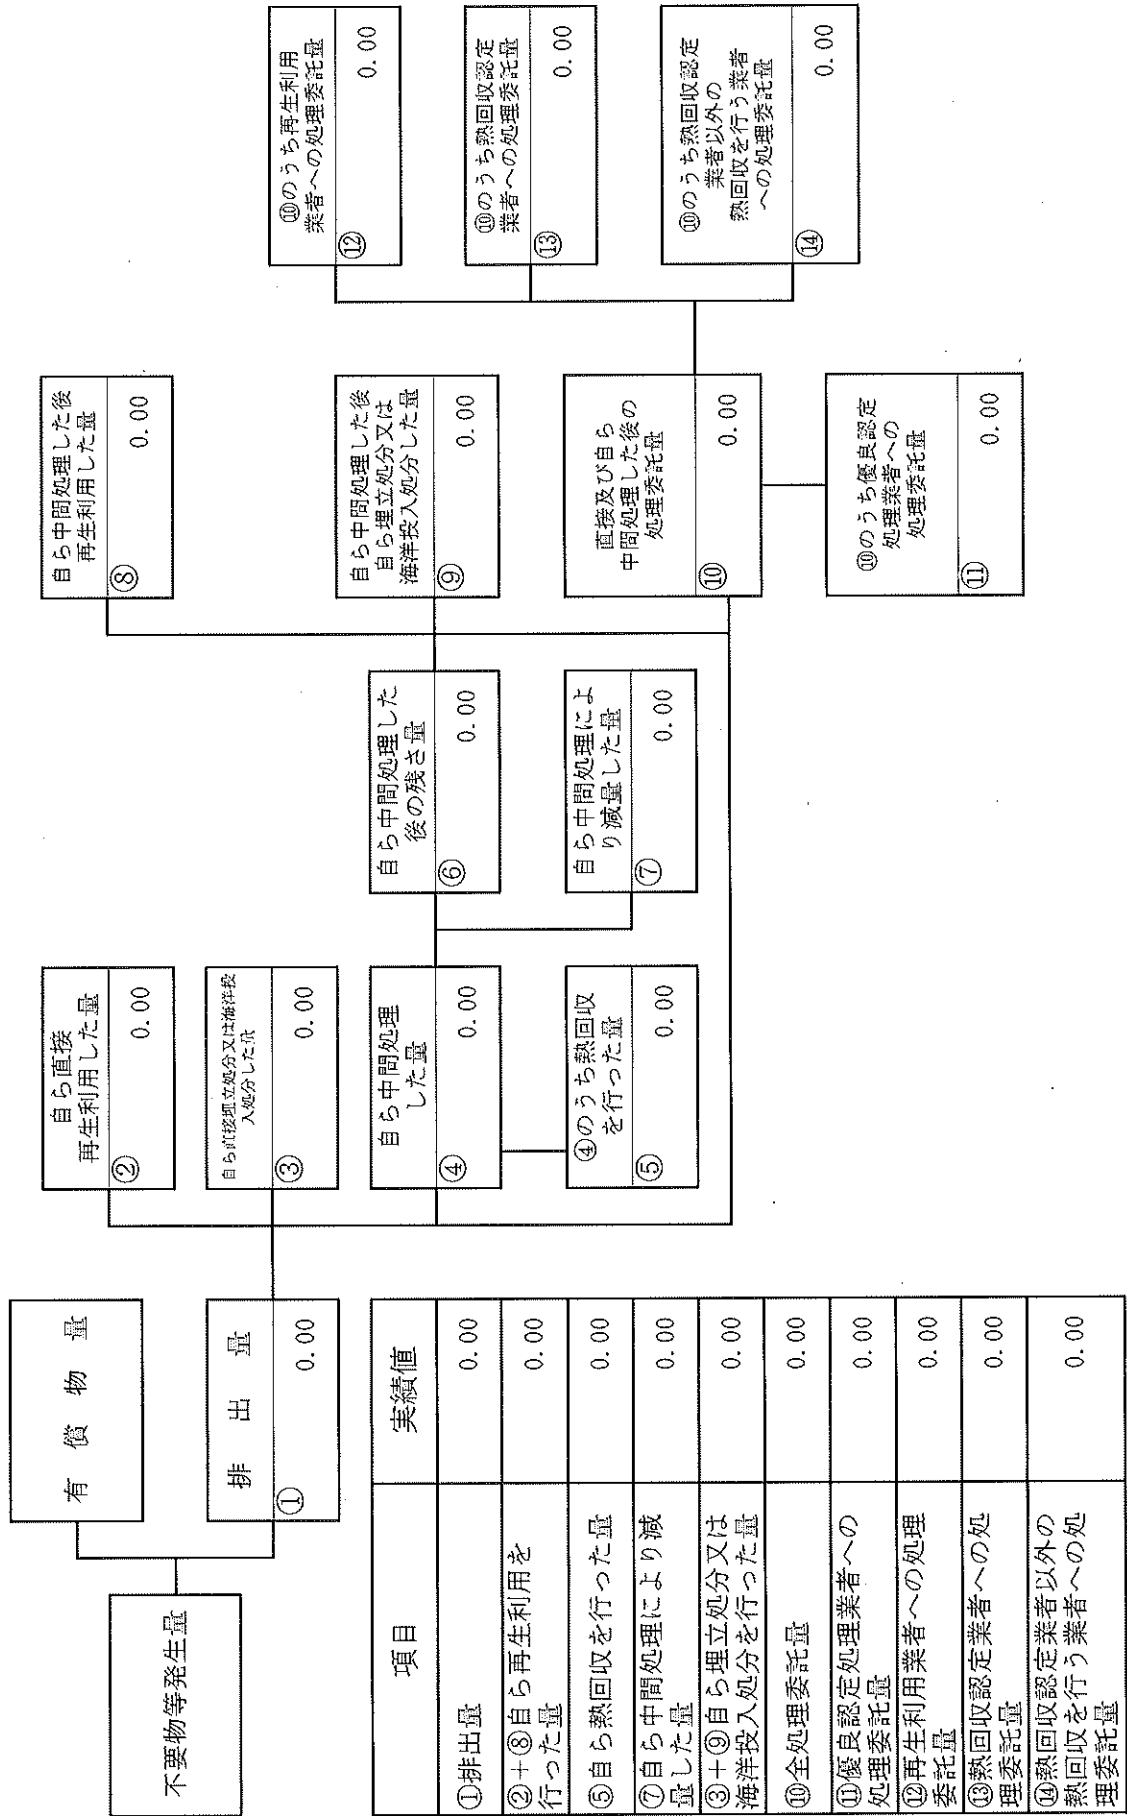 不要物等発生量
有 償 物 量
排 出 量
①
0.00
自ら直接
再生利用した量
②
0.00
自ら直接埋立処分又は海洋投
入処分した量
③
0.00
自ら中間処理
した量
④
0.00
④のうち熱回収
を行った量
⑤
0.00
自ら中間処理した
後の残さ量
⑥
0.00
自ら中間処理によ
り減量した量
⑦
0.00
自ら中間処理した後
再生利用した量
⑧
0.00
自ら中間処理した後
自ら埋立処分又は
海洋投入処分した量
⑨
0.00
直接及び自ら
中間処理した後の
処理委託量
⑩
0.00
⑩のうち優良認定
処理業者への
処理委託量
⑪
0.00
⑩のうち再生利用
業者への処理委託量
⑫
0.00
⑩のうち熱回収認定
業者への処理委託量
⑬
0.00
⑩のうち熱回収認定
業者以外の
熱回収を行う業者
への処理委託量
⑭
0.00
項目 実績値
①排出量 0.00
②+⑧自ら再生利用を
行った量 0.00
⑤自ら熱回収を行った量 0.00
⑦自ら中間処理により減
量した量 0.00
③+⑨自ら埋立処分又は
海洋投入処分を行った量 0.00
⑩全処理委託量 0.00
⑪優良認定処理業者への
処理委託量 0.00
⑫再生利用業者への処理
委託量 0.00
⑬熱回収認定業者への処
理委託量 0.00
⑭熱回収認定業者以外の
熱回収を行う業者への処
理委託量 0.00